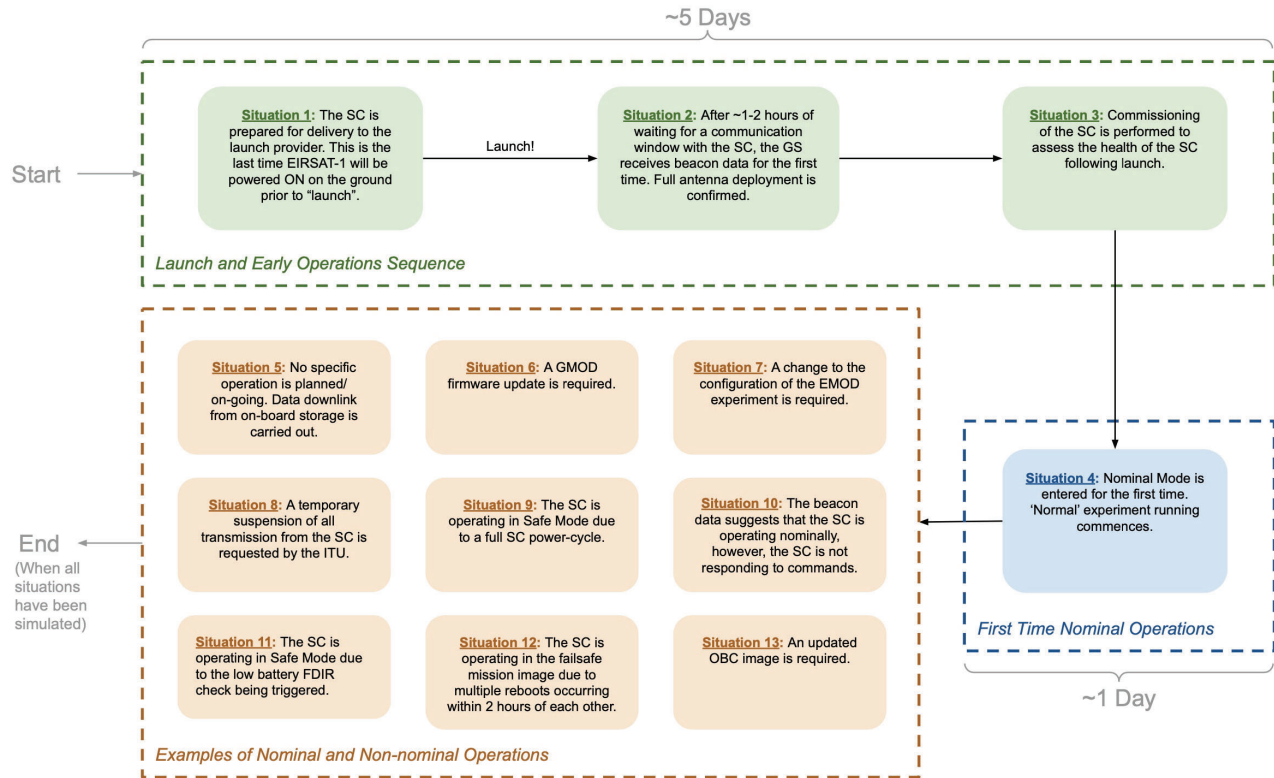 ~5 Days
Start
Situation 1: The SC is
prepared for delivery to the
launch provider. This is the
last time EIRSAT-1 will be
powered ON on the ground
prior to “launch”.
Launch!
Situation 2: After ~1-2 hours of
waiting for a communication
window with the SC, the GS
receives beacon data for the first
time. Full antenna deployment is
confirmed.
Situation 3: Commissioning
of the SC is performed to
assess the health of the SC
following launch.
Launch and Early Operations Sequence
Situation 4: Nominal Mode is
entered for the first time.
‘Normal’ experiment running
commences.
First Time Nominal Operations
~1 Day
Situation 5: No specific
operation is planned/
on-going. Data downlink
from on-board storage is
carried out.
Situation 6: A GMOD
firmware update is required.
Situation 7: A change to the
configuration of the EMOD
experiment is required.
Situation 8: A temporary
suspension of all
transmission from the SC is
requested by the ITU.
Situation 9: The SC is
operating in Safe Mode due
to a full SC power-cycle.
Situation 10: The beacon
data suggests that the SC is
operating nominally,
however, the SC is not
responding to commands.
Situation 11: The SC is
operating in Safe Mode due
to the low battery FDIR
check being triggered.
Situation 12: The SC is
operating in the failsafe
mission image due to
multiple reboots occurring
within 2 hours of each other.
Situation 13: An updated
OBC image is required.
Examples of Nominal and Non-nominal Operations
End
(When all
situations
have been
simulated)